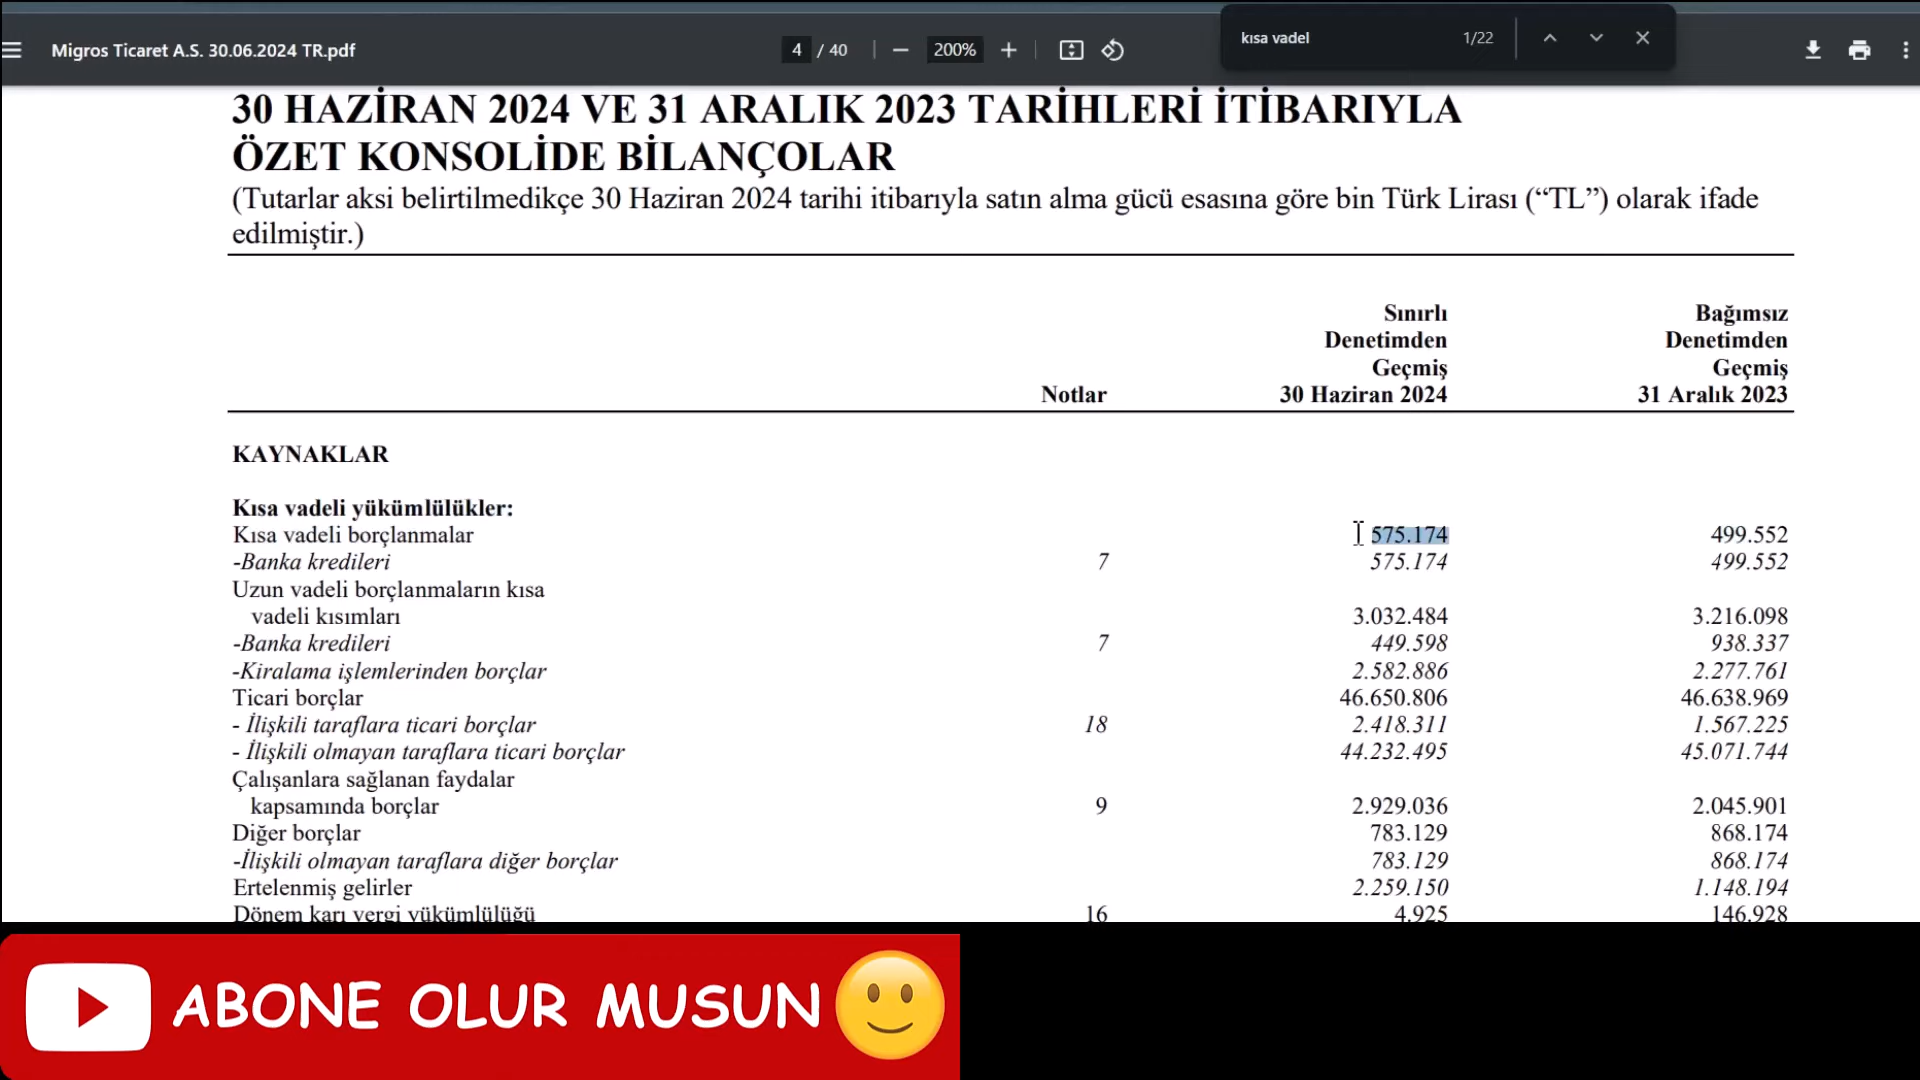 Migros Ticaret A.S. 30.06.2024 TR.pdf
4 / 40
200%
kısa vadel
1/22
30 HAZİRAN 2024 VE 31 ARALIK 2023 TARİHLERİ İTİBARIYLA
ÖZET KONSOLİDE BİLANÇOLAR
(Tutarlar aksi belirtilmedikçe 30 Haziran 2024 tarihi itibarıyla satın alma gücü esasına göre bin Türk Lirası (“TL”) olarak ifade
edilmiştir.)
Sınırlı Bağımsız
Denetimden Denetimden
Geçmiş Geçmiş
Notlar 30 Haziran 2024 31 Aralık 2023
KAYNAKLAR
Kısa vadeli yükümlülükler:
Kısa vadeli borçlanmalar 575.174 499.552
-Banka kredileri 7 575.174 499.552
Uzun vadeli borçlanmaların kısa
vadeli kısımları 3.032.484 3.216.098
-Banka kredileri 7 449.598 938.337
-Kiralama işlemlerinden borçlar 2.582.886 2.277.761
Ticari borçlar 46.650.806 46.638.969
- İlişkili taraflara ticari borçlar 18 2.418.311 1.567.225
- İlişkili olmayan taraflara ticari borçlar 44.232.495 45.071.744
Çalışanlara sağlanan faydalar
kapsamında borçlar 9 2.929.036 2.045.901
Diğer borçlar 783.129 868.174
-İlişkili olmayan taraflara diğer borçlar 783.129 868.174
Ertelenmiş gelirler 2.259.150 1.148.194
Dönem karı vergi yükümlülüğü 16 4.925 146.928
ABONE OLUR MUSUN